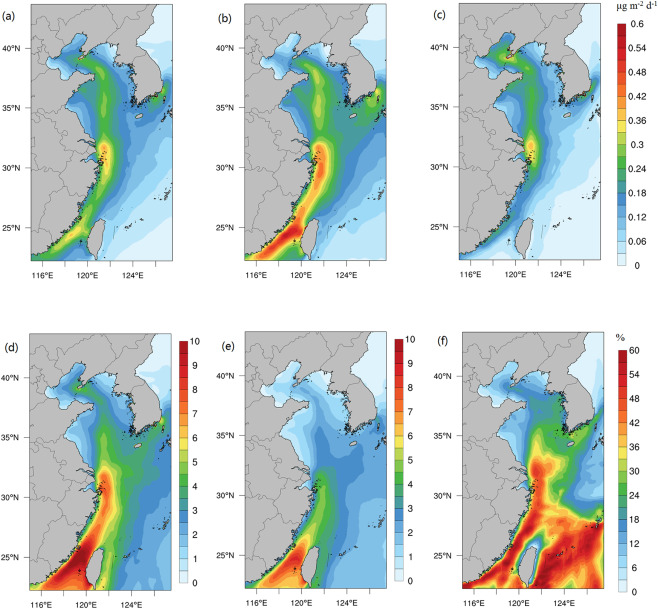 (a)
(b)
(c)
µg m⁻² d⁻¹
40°N
35°N
30°N
25°N
116°E 120°E 124°E
40°N
35°N
30°N
25°N
116°E 120°E 124°E
40°N
35°N
30°N
25°N
116°E 120°E 124°E
0.6
0.54
0.48
0.42
0.36
0.3
0.24
0.18
0.12
0.06
0
(d)
(e)
(f)
%
40°N
35°N
30°N
25°N
116°E 120°E 124°E
10
9
8
7
6
5
4
3
2
1
0
40°N
35°N
30°N
25°N
116°E 120°E 124°E
10
9
8
7
6
5
4
3
2
1
0
40°N
35°N
30°N
25°N
116°E 120°E 124°E
60
54
48
42
36
30
24
18
12
6
0